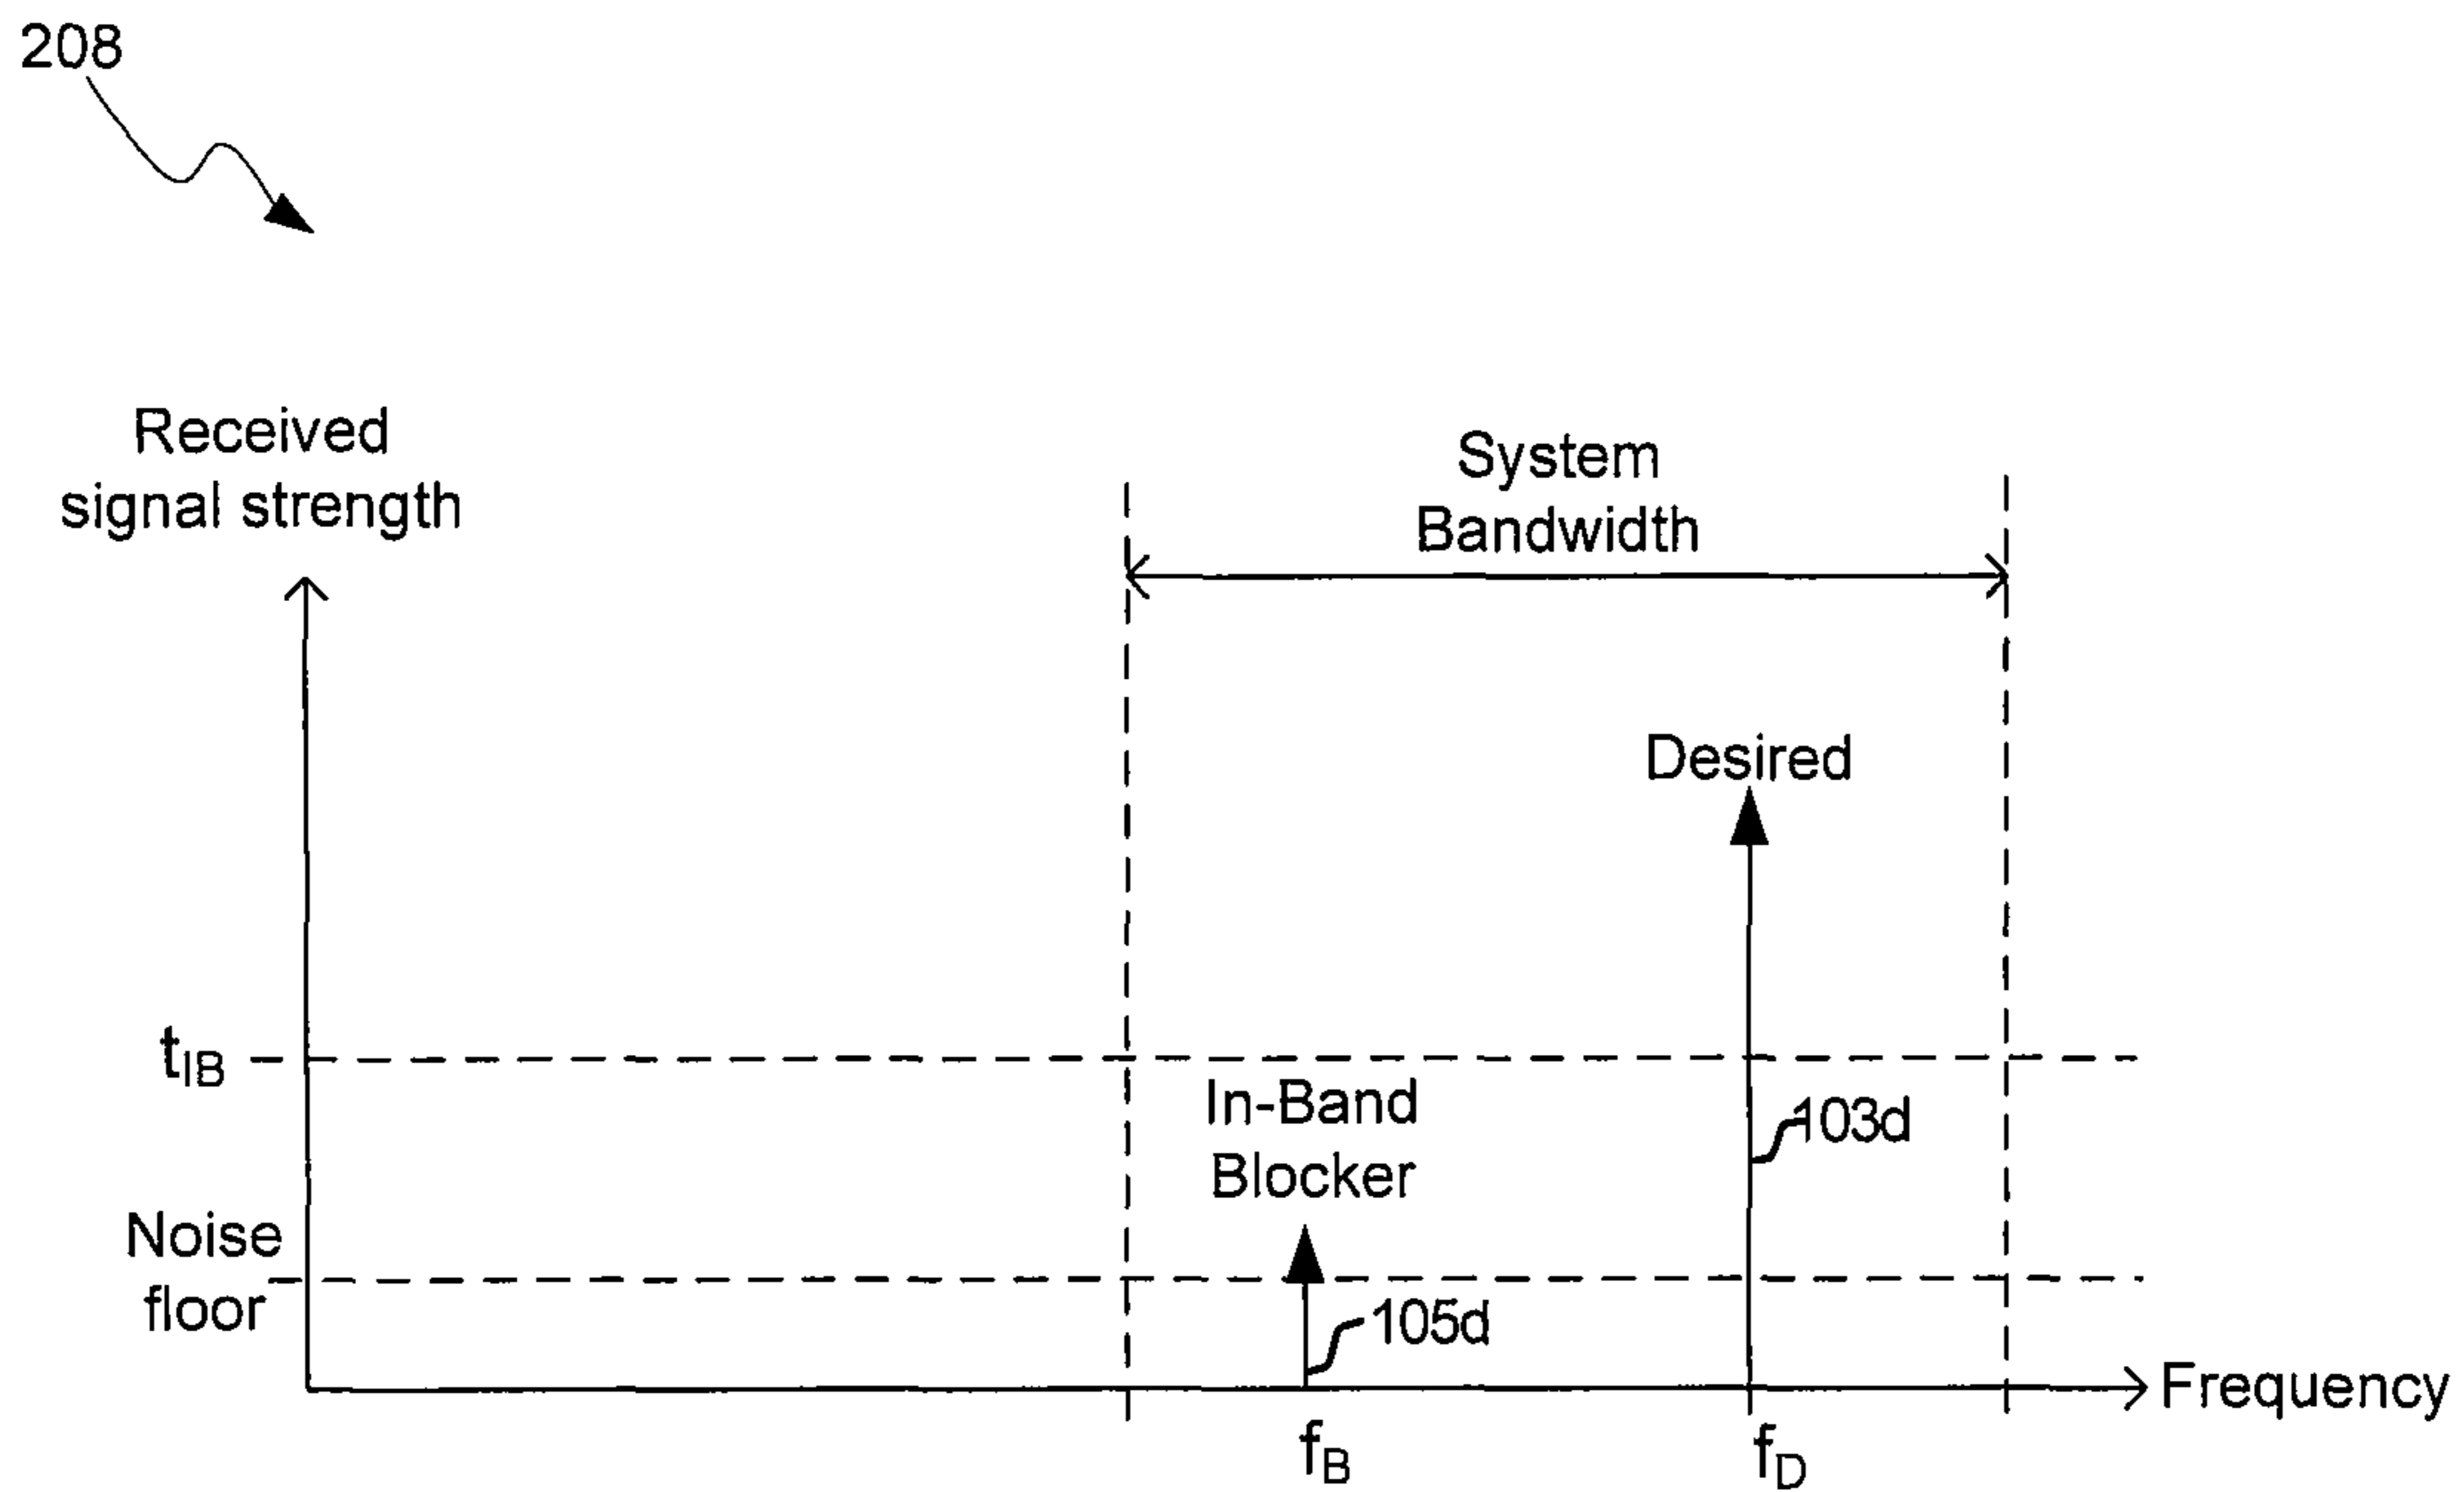 208
Received
signal strength
System
Bandwidth
Desired
tIB
In-Band
Blocker
103d
Noise
floor
105d
Frequency
fB
fD